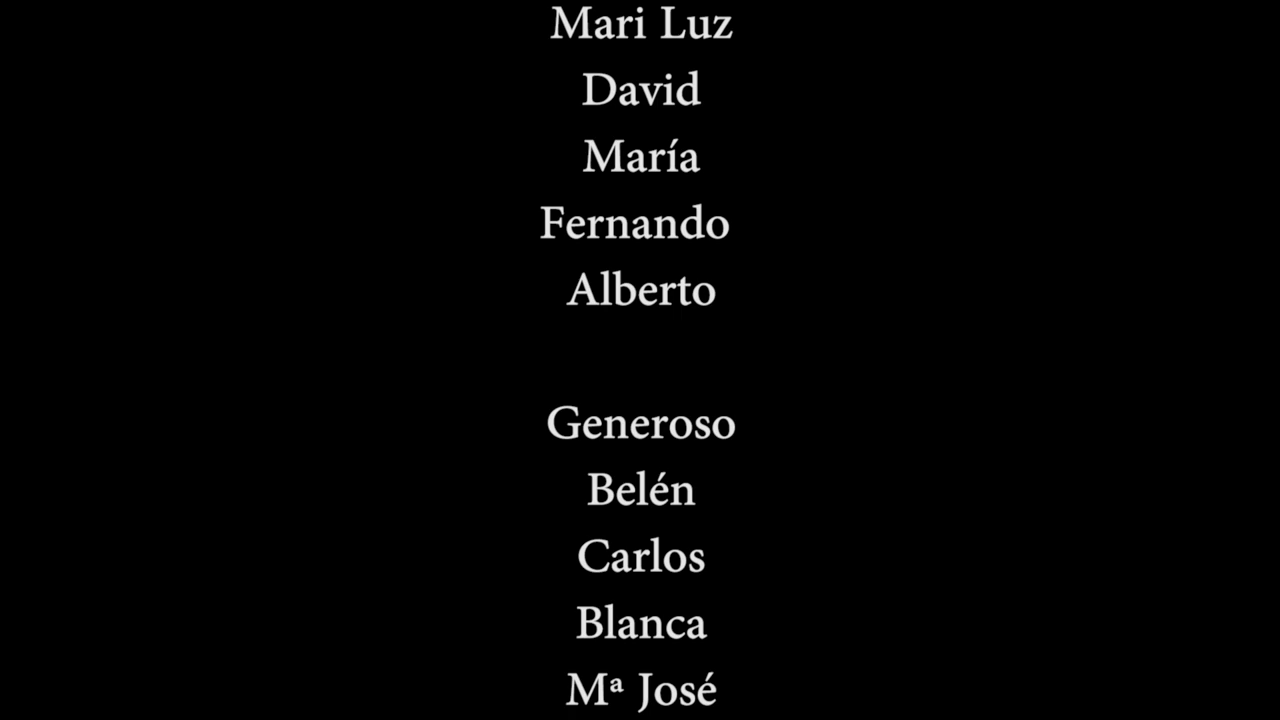 Mari Luz
David
María
Fernando
Alberto
Generoso
Belén
Carlos
Blanca
Mª José